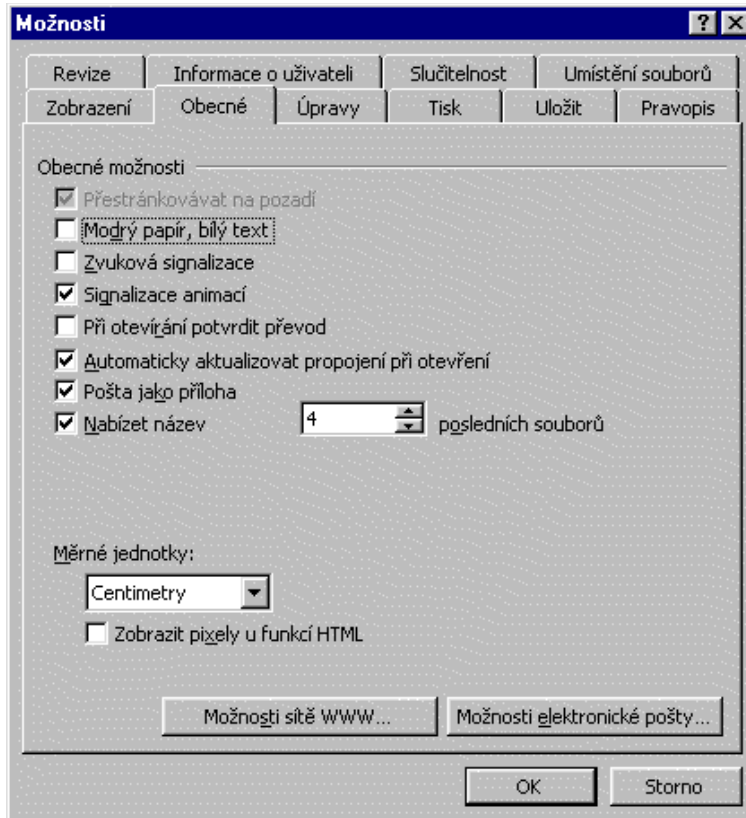 Možnosti
Revize Informace o uživateli Slučitelnost Umístění souborů
Zobrazení Obecné Úpravy Tisk Uložit Pravopis
Obecné možnosti
Přestránkovávat na pozadí
Modrý papír, bílý text
Zvuková signalizace
Signalizace animací
Při otevírání potvrdit převod
Automaticky aktualizovat propojení při otevření
Pošta jako příloha
Nabízet název 4 posledních souborů
Měrné jednotky:
Centimetry
Zobrazit pixely u funkcí HTML
Možnosti sítě WWW... Možnosti elektronické pošty...
OK Storno